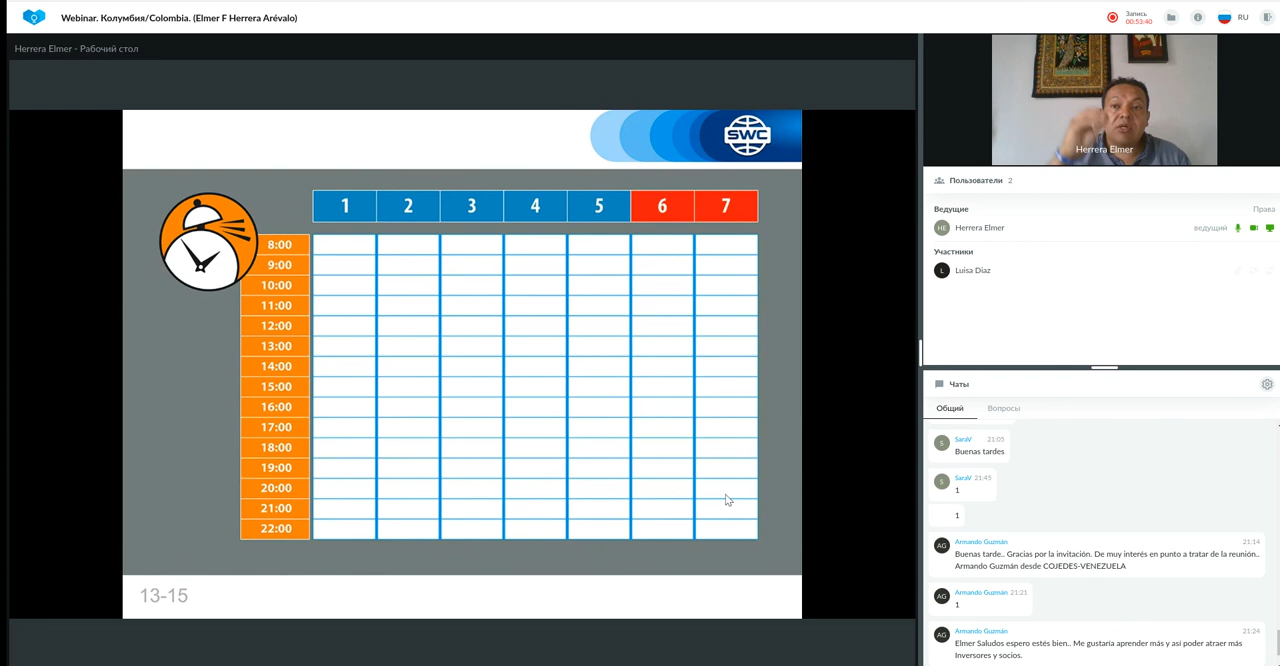 Webinar. Колумбия/Colombia. (Elmer F Herrera Arévalo)
Запись
00:53:40
RU
Herrera Elmer - Рабочий стол
SWC
1 2 3 4 5 6 7
8:00
9:00
10:00
11:00
12:00
13:00
14:00
15:00
16:00
17:00
18:00
19:00
20:00
21:00
22:00
13-15
Herrera Elmer
Пользователи 2
Ведущие Права
HE Herrera Elmer ведущий
Участники
L Luisa Diaz
Чаты
Общий Вопросы
S SaraV 21:05
Buenas tardes
S SaraV 21:45
1
1
AG Armando Guzmán 21:14
Buenas tarde.. Gracias por la invitación. De muy interés en punto a tratar de la reunión..
Armando Guzmán desde COJEDES-VENEZUELA
AG Armando Guzmán 21:21
1
AG Armando Guzmán 21:24
Elmer Saludos espero estés bien.. Me gustaría aprender más y así poder atraer más
Inversores y socios.